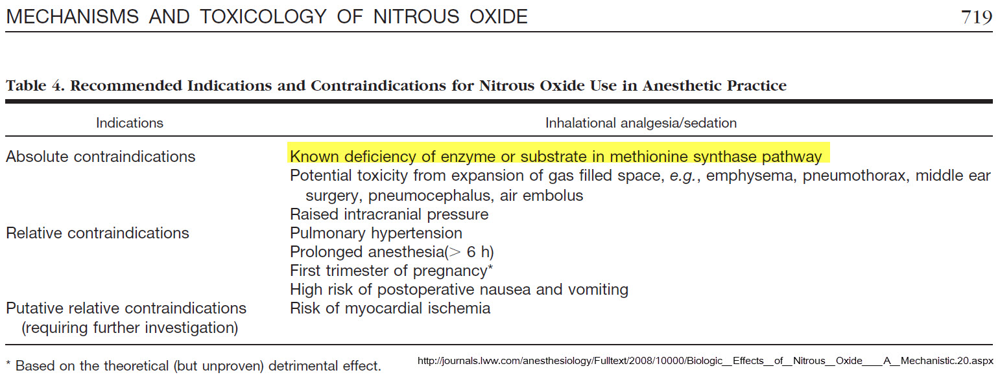 MECHANISMS AND TOXICOLOGY OF NITROUS OXIDE 719
Table 4. Recommended Indications and Contraindications for Nitrous Oxide Use in Anesthetic Practice
Indications Inhalational analgesia/sedation
Absolute contraindications Known deficiency of enzyme or substrate in methionine synthase pathway
Potential toxicity from expansion of gas filled space, e.g., emphysema, pneumothorax, middle ear
surgery, pneumocephalus, air embolus
Raised intracranial pressure
Relative contraindications Pulmonary hypertension
Prolonged anesthesia(> 6 h)
First trimester of pregnancy*
High risk of postoperative nausea and vomiting
Putative relative contraindications Risk of myocardial ischemia
(requiring further investigation)
* Based on the theoretical (but unproven) detrimental effect. http://journals.lww.com/anesthesiology/Fulltext/2008/10000/Biologic__Effects__of__Nitrous__Oxide____A__Mechanistic.20.aspx